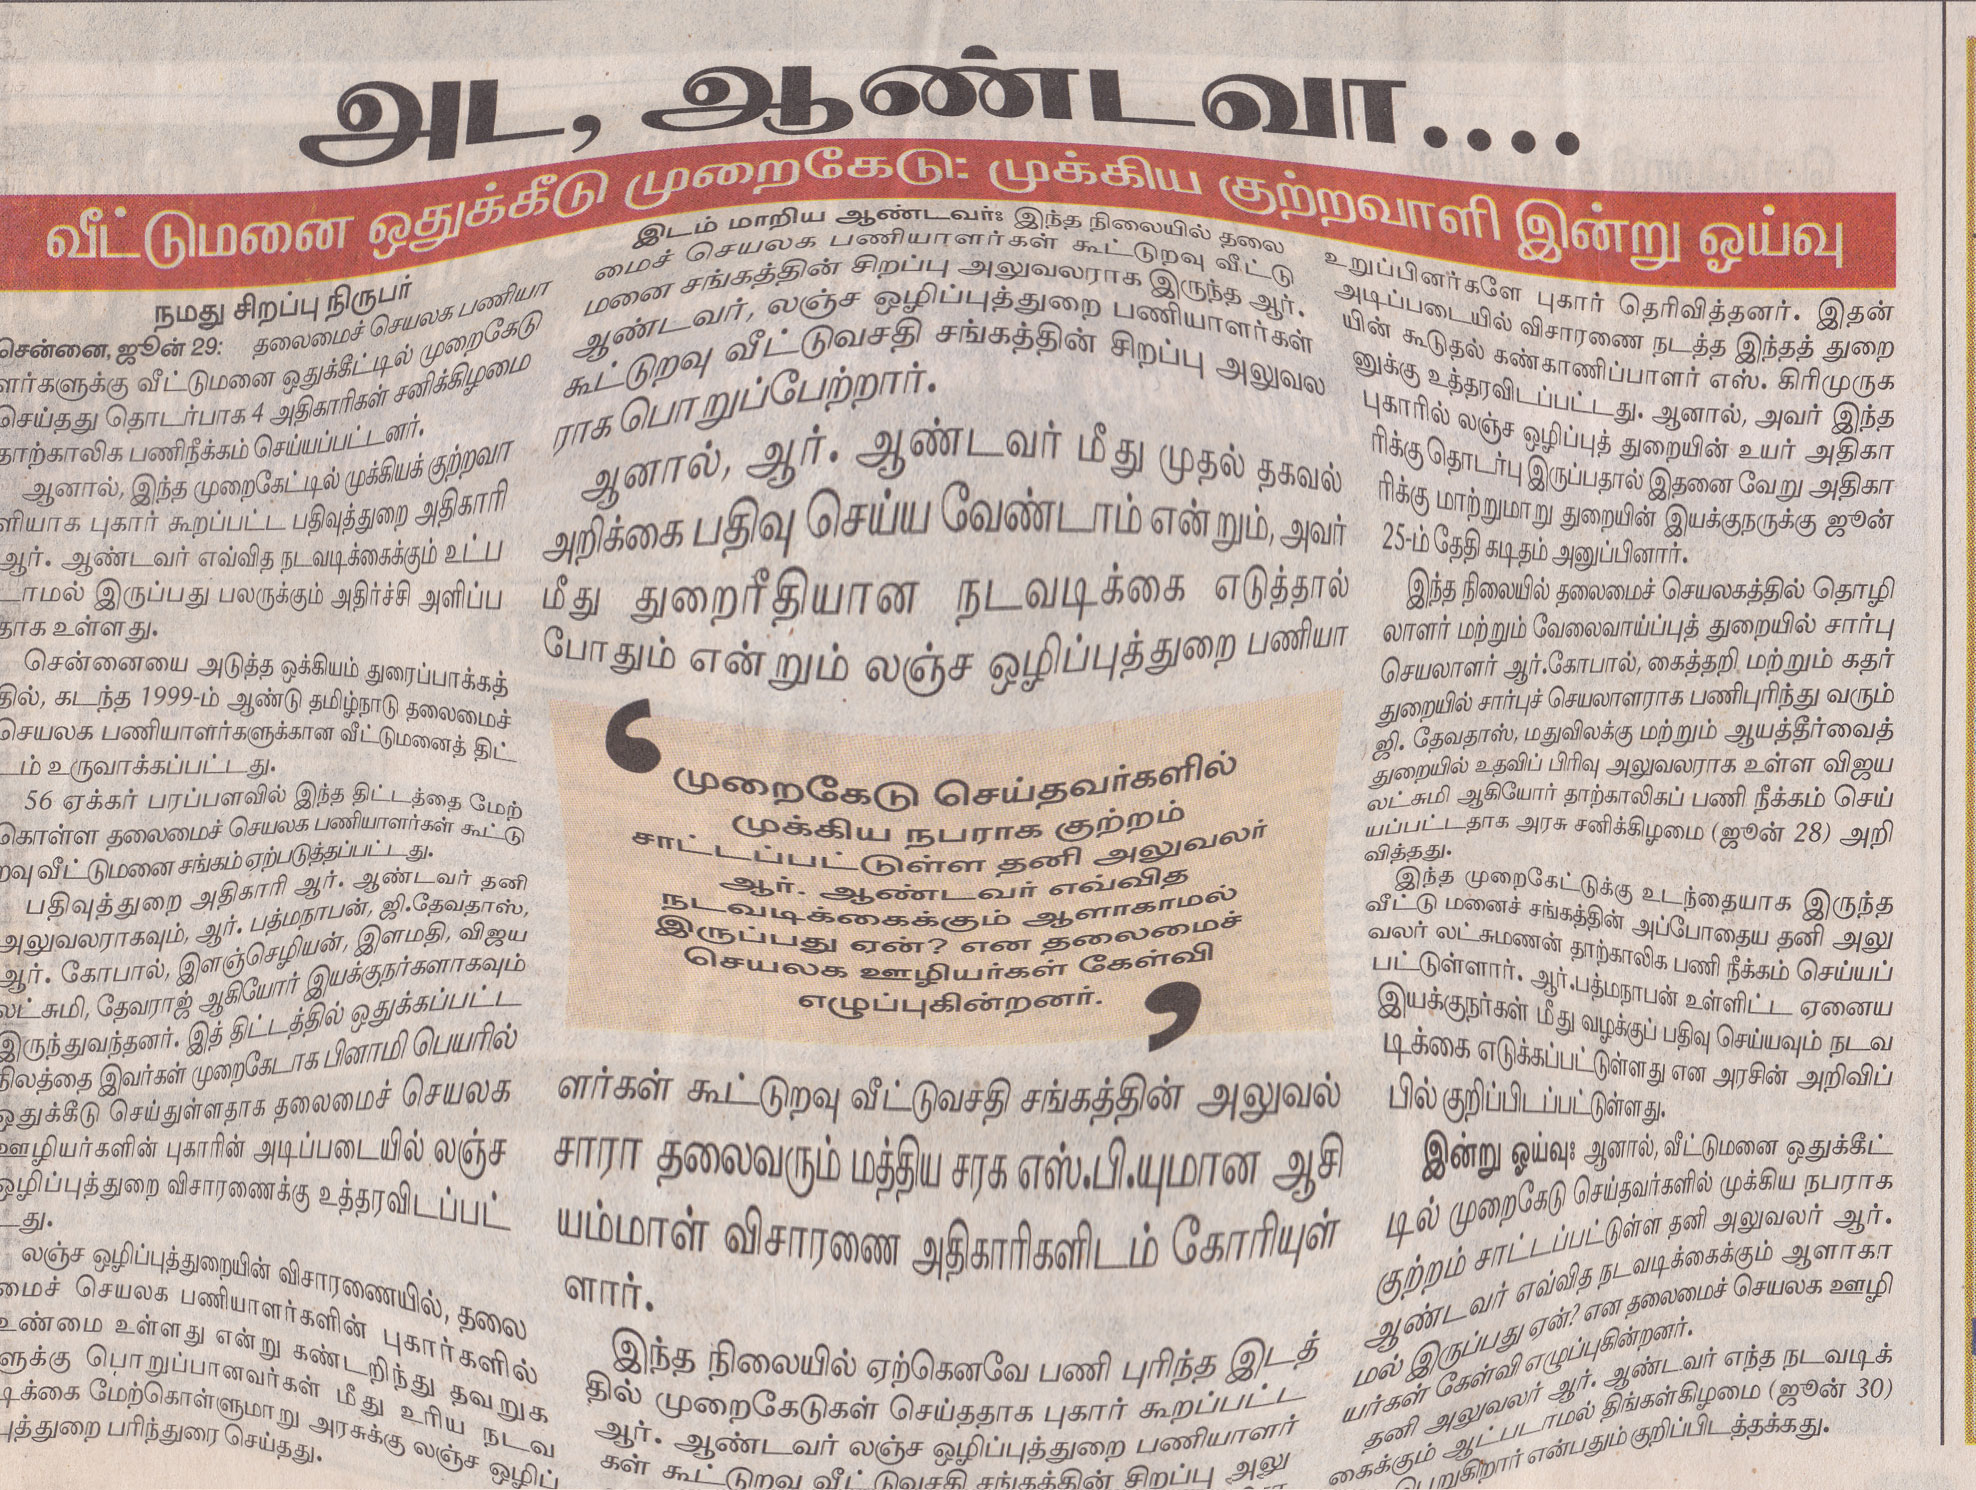 அட, ஆண்டவா....
வீட்டுமனை ஒதுக்கீடு முறைகேடு: முக்கிய குற்றவாளி இன்று ஓய்வு
நமது சிறப்பு நிருபர்
சென்னை, ஜூன் 29: தலைமைச் செயலக பணியா
ளர்களுக்கு வீட்டுமனை ஒதுக்கீட்டில் முறைகேடு
செய்தது தொடர்பாக 4 அதிகாரிகள் சனிக்கிழமை
தாற்காலிக பணிநீக்கம் செய்யப்பட்டனர்.
ஆனால், இந்த முறைகேட்டில் முக்கியக் குற்றவா
ளியாக புகார் கூறப்பட்ட பதிவுத்துறை அதிகாரி
ஆர். ஆண்டவர் எவ்வித நடவடிக்கைக்கும் உட்ப
டாமல் இருப்பது பலருக்கும் அதிர்ச்சி அளிப்ப
தாக உள்ளது.
சென்னையை அடுத்த ஒக்கியம் துரைப்பாக்கத்
தில், கடந்த 1999-ம் ஆண்டு தமிழ்நாடு தலைமைச்
செயலக பணியாளர்களுக்கான வீட்டுமனைத் திட்
டம் உருவாக்கப்பட்டது.
56 ஏக்கர் பரப்பளவில் இந்த திட்டத்தை மேற்
கொள்ள தலைமைச் செயலக பணியாளர்கள் கூட்டு
றவு வீட்டுமனை சங்கம் ஏற்படுத்தப்பட்டது.
பதிவுத்துறை அதிகாரி ஆர். ஆண்டவர் தனி
அலுவலராகவும், ஆர். பத்மநாபன், ஜி.தேவதாஸ்,
ஆர். கோபால், இளஞ்செழியன், இளமதி, விஜய
லட்சுமி, தேவராஜ் ஆகியோர் இயக்குநர்களாகவும்
இருந்துவந்தனர். இத் திட்டத்தில் ஒதுக்கப்பட்ட
நிலத்தை இவர்கள் முறைகேடாக பினாமி பெயரில்
ஒதுக்கீடு செய்துள்ளதாக தலைமைச் செயலக
ஊழியர்களின் புகாரின் அடிப்படையில் லஞ்ச
ஒழிப்புத்துறை விசாரணைக்கு உத்தரவிடப்பட்
டது.
லஞ்ச ஒழிப்புத்துறையின் விசாரணையில், தலை
மைச் செயலக பணியாளர்களின் புகார்களில்
உண்மை உள்ளது என்று கண்டறிந்து தவறுக
ளுக்கு பொறுப்பானவர்கள் மீது உரிய நடவ
டிக்கை மேற்கொள்ளுமாறு அரசுக்கு லஞ்ச ஒழிப்
புத்துறை பரிந்துரை செய்தது.
இடம் மாறிய ஆண்டவர்: இந்த நிலையில் தலை
மைச் செயலக பணியாளர்கள் கூட்டுறவு வீட்டு
மனை சங்கத்தின் சிறப்பு அலுவலராக இருந்த ஆர்.
ஆண்டவர், லஞ்ச ஒழிப்புத்துறை பணியாளர்கள்
கூட்டுறவு வீட்டுவசதி சங்கத்தின் சிறப்பு அலுவல
ராக பொறுப்பேற்றார்.
ஆனால், ஆர். ஆண்டவர் மீது முதல் தகவல்
அறிக்கை பதிவு செய்ய வேண்டாம் என்றும், அவர்
மீது துறைரீதியான நடவடிக்கை எடுத்தால்
போதும் என்றும் லஞ்ச ஒழிப்புத்துறை பணியா
‘
முறைகேடு செய்தவர்களில்
முக்கிய நபராக குற்றம்
சாட்டப்பட்டுள்ள தனி அலுவலர்
ஆர். ஆண்டவர் எவ்வித
நடவடிக்கைக்கும் ஆளாகாமல்
இருப்பது ஏன்? என தலைமைச்
செயலக ஊழியர்கள் கேள்வி
எழுப்புகின்றனர்.
’
ளர்கள் கூட்டுறவு வீட்டுவசதி சங்கத்தின் அலுவல்
சாரா தலைவரும் மத்திய சரக எஸ்.பி.யுமான ஆசி
யம்மாள் விசாரணை அதிகாரிகளிடம் கோரியுள்
ளார்.
இந்த நிலையில் ஏற்கெனவே பணி புரிந்த இடத்
தில் முறைகேடுகள் செய்ததாக புகார் கூறப்பட்ட
ஆர். ஆண்டவர் லஞ்ச ஒழிப்புத்துறை பணியாளர்
கள் கூட்டுறவு வீட்டுவசதி சங்கத்தின் சிறப்பு அலு
உறுப்பினர்களே புகார் தெரிவித்தனர். இதன்
அடிப்படையில் விசாரணை நடத்த இந்தத் துறை
யின் கூடுதல் கண்காணிப்பாளர் எஸ். கிரிமுருக
னுக்கு உத்தரவிடப்பட்டது. ஆனால், அவர் இந்த
புகாரில் லஞ்ச ஒழிப்புத் துறையின் உயர் அதிகா
ரிக்கு தொடர்பு இருப்பதால் இதனை வேறு அதிகா
ரிக்கு மாற்றுமாறு துறையின் இயக்குநருக்கு ஜூன்
25-ம் தேதி கடிதம் அனுப்பினார்.
இந்த நிலையில் தலைமைச் செயலகத்தில் தொழி
லாளர் மற்றும் வேலைவாய்ப்புத் துறையில் சார்பு
செயலாளர் ஆர்.கோபால், கைத்தறி மற்றும் கதர்
துறையில் சார்புச் செயலாளராக பணிபுரிந்து வரும்
ஜி. தேவதாஸ், மதுவிலக்கு மற்றும் ஆயத்தீர்வைத்
துறையில் உதவிப் பிரிவு அலுவலராக உள்ள விஜய
லட்சுமி ஆகியோர் தாற்காலிகப் பணி நீக்கம் செய்
யப்பட்டதாக அரசு சனிக்கிழமை (ஜூன் 28) அறி
வித்தது.
இந்த முறைகேட்டுக்கு உடந்தையாக இருந்த
வீட்டு மனைச் சங்கத்தின் அப்போதைய தனி அலு
வலர் லட்சுமணன் தாற்காலிக பணி நீக்கம் செய்யப்
பட்டுள்ளார். ஆர்.பத்மநாபன் உள்ளிட்ட ஏனைய
இயக்குநர்கள் மீது வழக்குப் பதிவு செய்யவும் நடவ
டிக்கை எடுக்கப்பட்டுள்ளது என அரசின் அறிவிப்
பில் குறிப்பிடப்பட்டுள்ளது.
இன்று ஓய்வு: ஆனால், வீட்டுமனை ஒதுக்கீட்
டில் முறைகேடு செய்தவர்களில் முக்கிய நபராக
குற்றம் சாட்டப்பட்டுள்ள தனி அலுவலர் ஆர்.
ஆண்டவர் எவ்வித நடவடிக்கைக்கும் ஆளாகா
மல் இருப்பது ஏன்? என தலைமைச் செயலக ஊழி
யர்கள் கேள்வி எழுப்புகின்றனர்.
தனி அலுவலர் ஆர். ஆண்டவர் எந்த நடவடிக்
கைக்கும் ஆட்படாமல் திங்கள்கிழமை (ஜூன் 30)
பெறுகிறார் என்பதும் குறிப்பிடத்தக்கது.